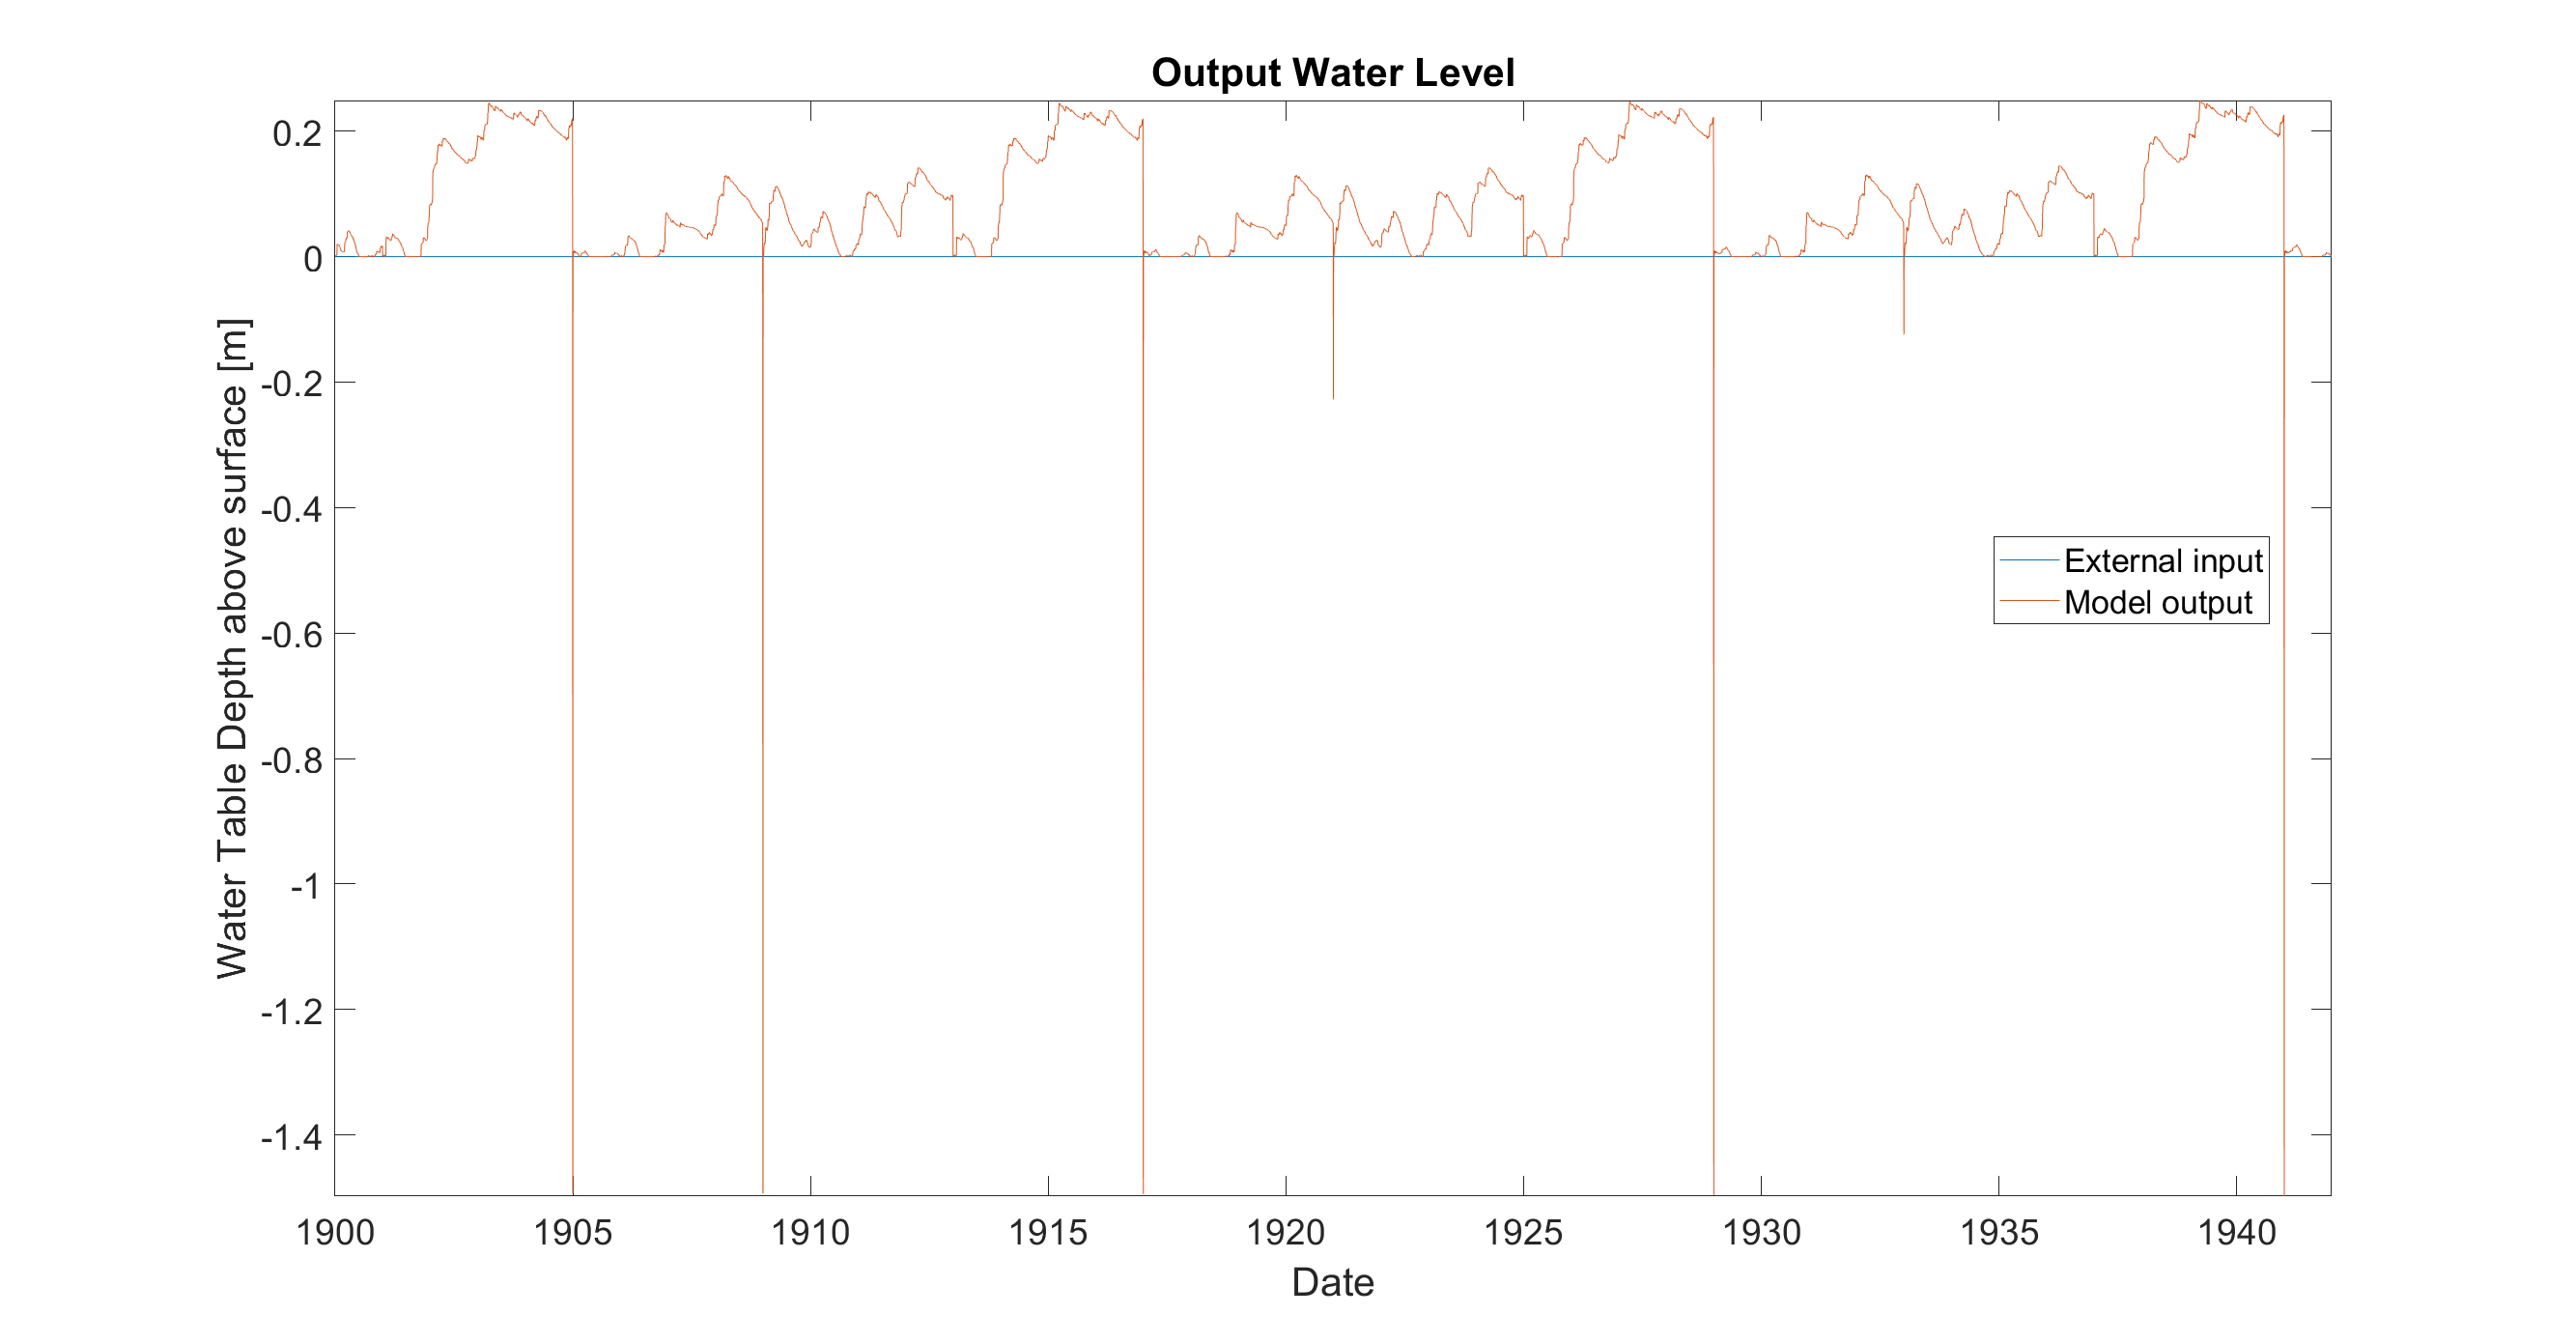 Output Water Level
Water Table Depth above surface [m]
0.2
0
-0.2
-0.4
-0.6
-0.8
-1
-1.2
-1.4
External input
Model output
1900 1905 1910 1915 1920 1925 1930 1935 1940
Date